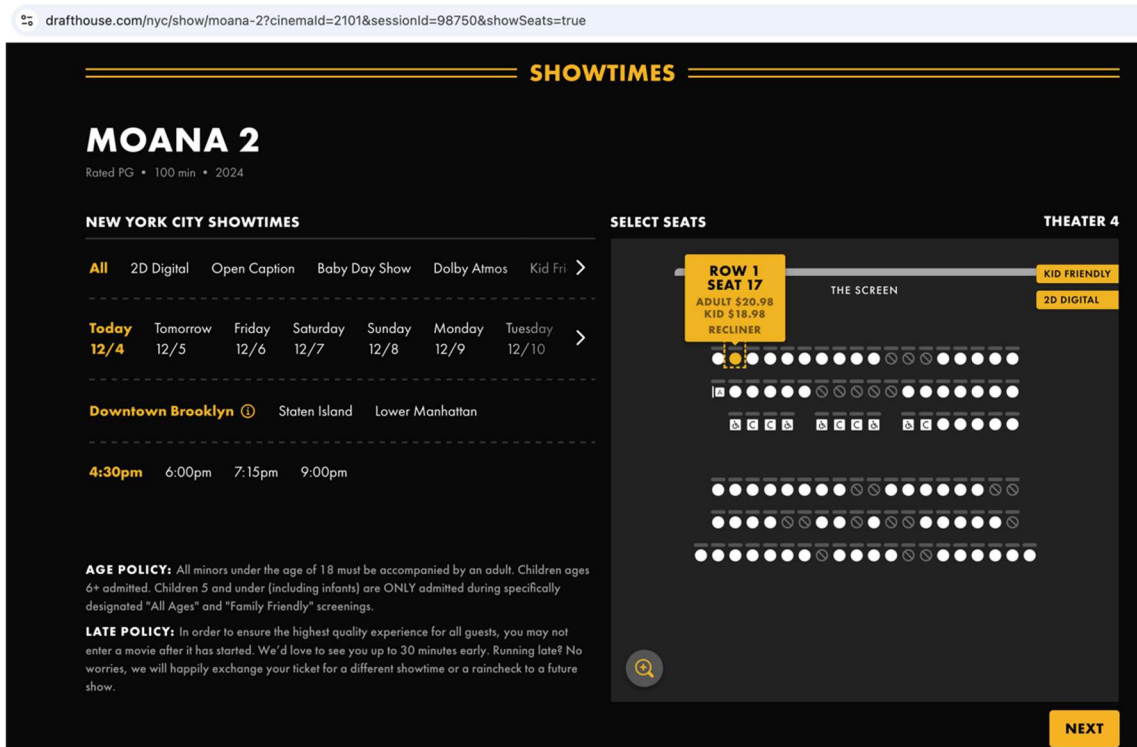 drafthouse.com/nyc/show/moana-2?cinemaId=2101&sessionId=98750&showSeats=true
SHOWTIMES
MOANA 2
Rated PG • 100 min • 2024
NEW YORK CITY SHOWTIMES
All 2D Digital Open Caption Baby Day Show Dolby Atmos Kid Fri
Today Tomorrow Friday Saturday Sunday Monday Tuesday
12/4 12/5 12/6 12/7 12/8 12/9 12/10
Downtown Brooklyn Staten Island Lower Manhattan
4:30pm 6:00pm 7:15pm 9:00pm
AGE POLICY: All minors under the age of 18 must be accompanied by an adult. Children ages
6+ admitted. Children 5 and under (including infants) are ONLY admitted during specifically
designated "All Ages" and "Family Friendly" screenings.
LATE POLICY: In order to ensure the highest quality experience for all guests, you may not
enter a movie after it has started. We'd love to see you up to 30 minutes early. Running late? No
worries, we will happily exchange your ticket for a different showtime or a raincheck to a future
show.
SELECT SEATS THEATER 4
ROW 1
SEAT 17
ADULT $20.98
KID $18.98
RECLINER
THE SCREEN
KID FRIENDLY
2D DIGITAL
A
C C C C C
NEXT